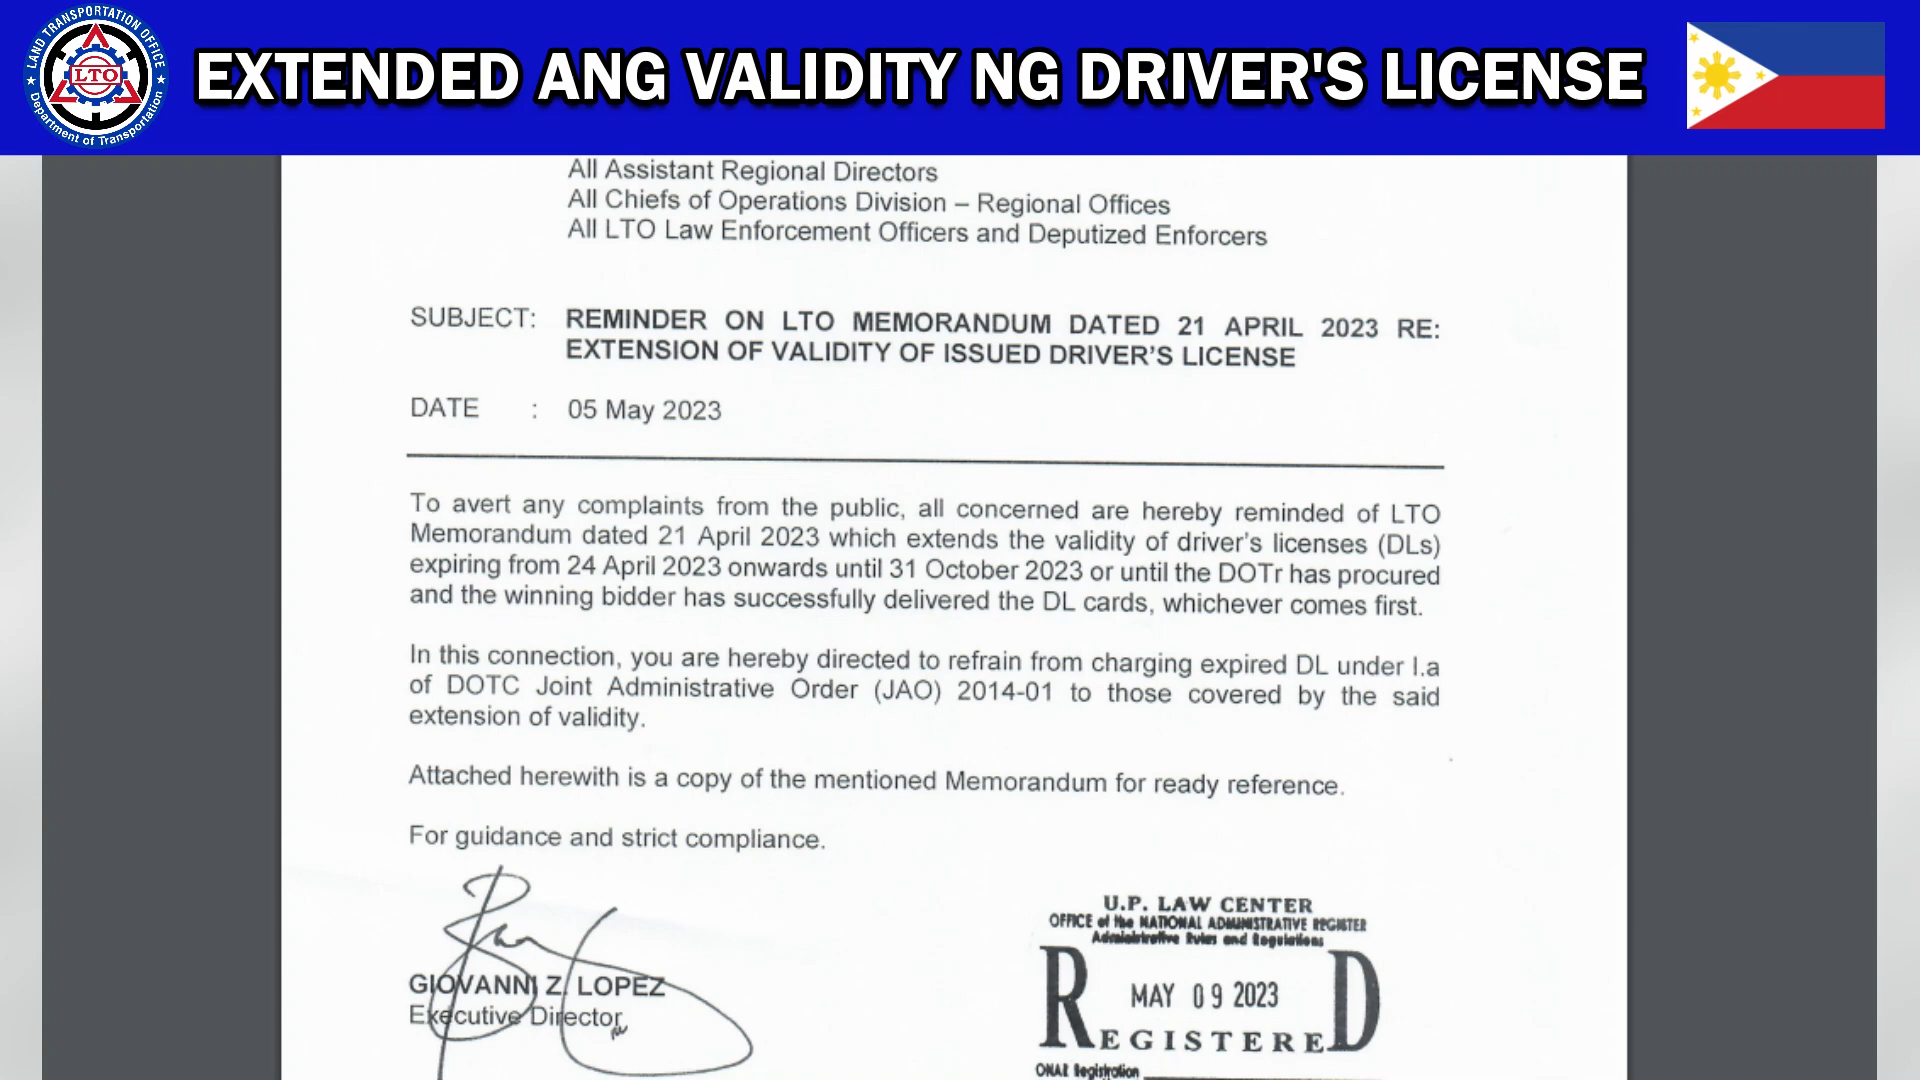 LAND TRANSPORTATION OFFICE
LTO
Department of Transportation
EXTENDED ANG VALIDITY NG DRIVER'S LICENSE
All Assistant Regional Directors
All Chiefs of Operations Division – Regional Offices
All LTO Law Enforcement Officers and Deputized Enforcers
SUBJECT: REMINDER ON LTO MEMORANDUM DATED 21 APRIL 2023 RE:
EXTENSION OF VALIDITY OF ISSUED DRIVER’S LICENSE
DATE : 05 May 2023
To avert any complaints from the public, all concerned are hereby reminded of LTO
Memorandum dated 21 April 2023 which extends the validity of driver’s licenses (DLs)
expiring from 24 April 2023 onwards until 31 October 2023 or until the DOTr has procured
and the winning bidder has successfully delivered the DL cards, whichever comes first.
In this connection, you are hereby directed to refrain from charging expired DL under I.a
of DOTC Joint Administrative Order (JAO) 2014-01 to those covered by the said
extension of validity.
Attached herewith is a copy of the mentioned Memorandum for ready reference.
For guidance and strict compliance.
GIOVANNI Z. LOPEZ
Executive Director
U.P. LAW CENTER
OFFICE of the NATIONAL ADMINISTRATIVE REGISTER
Administrative Rules and Regulations
MAY 09 2023
REGISTERED
ONAR Registration